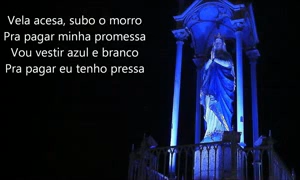 Vela acesa, subo o morro
Pra pagar minha promessa
Vou vestir azul e branco
Pra pagar eu tenho pressa